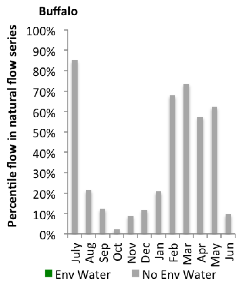 Buffalo
Percentile flow in natural flow series
100%
90%
80%
70%
60%
50%
40%
30%
20%
10%
0%
July
Aug
Sep
Oct
Nov
Dec
Jan
Feb
Mar
Apr
May
Jun
Env Water
No Env Water